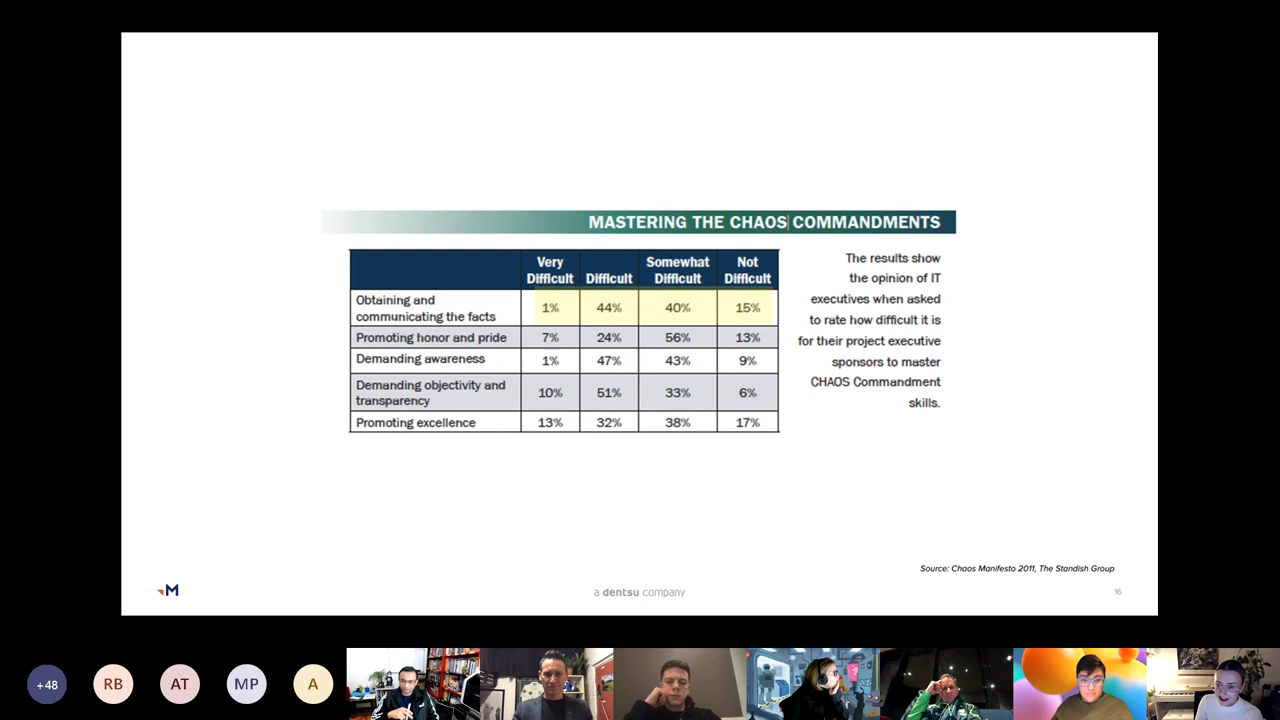 MASTERING THE CHAOS COMMANDMENTS
Very Difficult Difficult Somewhat Difficult Not Difficult
Obtaining and communicating the facts 1% 44% 40% 15%
Promoting honor and pride 7% 24% 56% 13%
Demanding awareness 1% 47% 43% 9%
Demanding objectivity and transparency 10% 51% 33% 6%
Promoting excellence 13% 32% 38% 17%
The results show
the opinion of IT
executives when asked
to rate how difficult it is
for their project executive
sponsors to master
CHAOS Commandment
skills.
Source: Chaos Manifesto 2011, The Standish Group
M
a dentsu company
16
+48 RB AT MP A